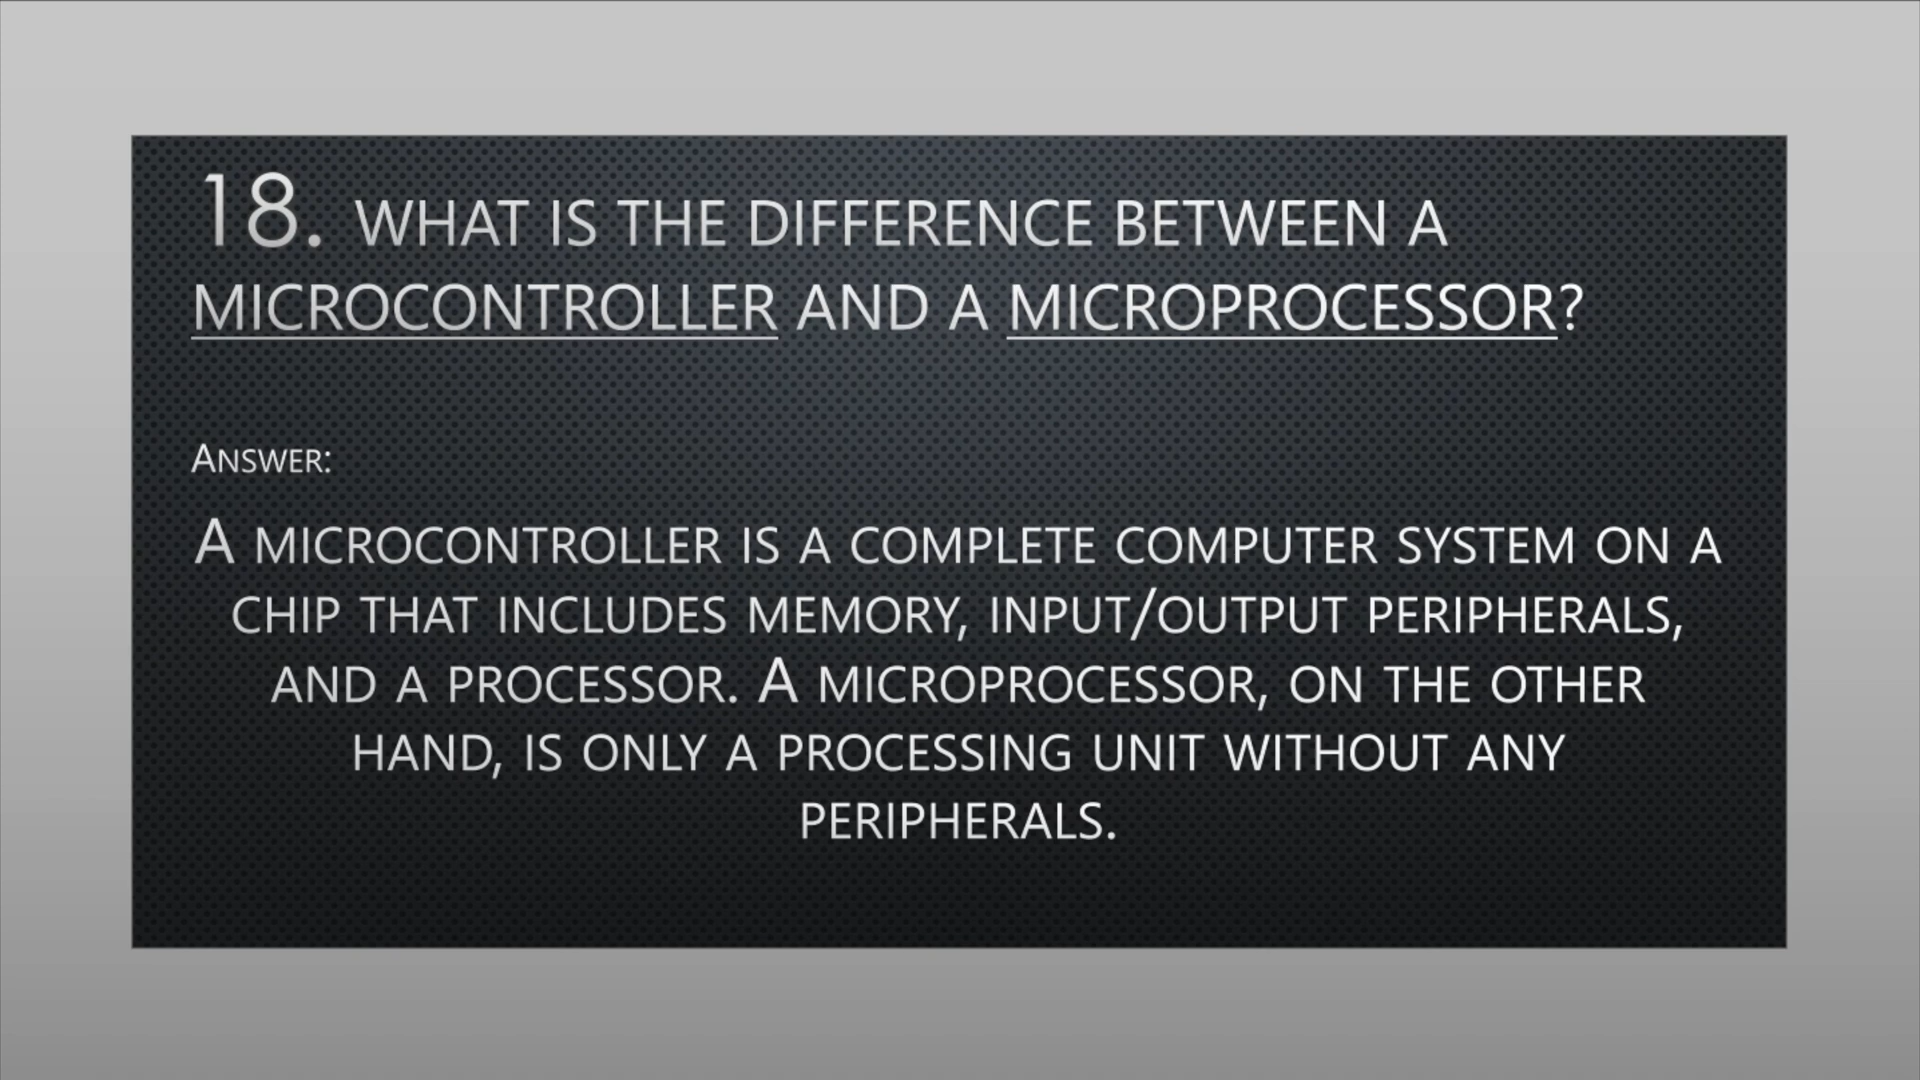 18. WHAT IS THE DIFFERENCE BETWEEN A
MICROCONTROLLER AND A MICROPROCESSOR?
ANSWER:
A MICROCONTROLLER IS A COMPLETE COMPUTER SYSTEM ON A
CHIP THAT INCLUDES MEMORY, INPUT/OUTPUT PERIPHERALS,
AND A PROCESSOR. A MICROPROCESSOR, ON THE OTHER
HAND, IS ONLY A PROCESSING UNIT WITHOUT ANY
PERIPHERALS.